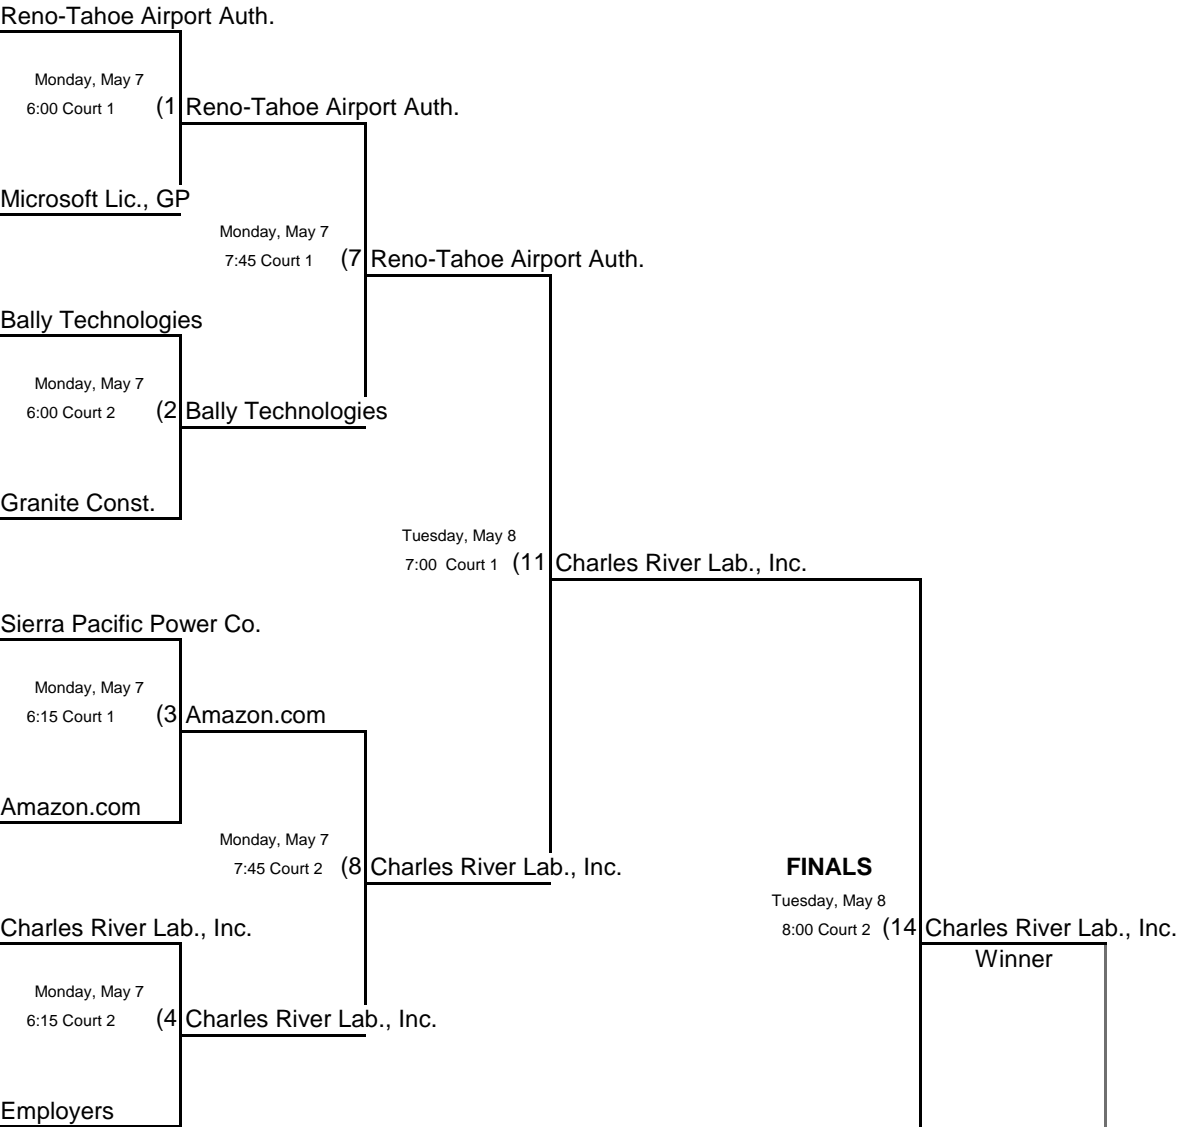 Reno-Tahoe Airport Auth.
Monday, May 7
6:00 Court 1 (1 Reno-Tahoe Airport Auth.
Microsoft Lic., GP
Monday, May 7
7:45 Court 1 (7 Reno-Tahoe Airport Auth.
Bally Technologies
Monday, May 7
6:00 Court 2 (2 Bally Technologies
Granite Const.
Tuesday, May 8
7:00 Court 1 (11 Charles River Lab., Inc.
Sierra Pacific Power Co.
Monday, May 7
6:15 Court 1 (3 Amazon.com
Amazon.com
Monday, May 7
7:45 Court 2 (8 Charles River Lab., Inc. FINALS
Tuesday, May 8
Charles River Lab., Inc. 8:00 Court 2 (14 Charles River Lab., Inc.
Winner
Monday, May 7
6:15 Court 2 (4 Charles River Lab., Inc.
Employers